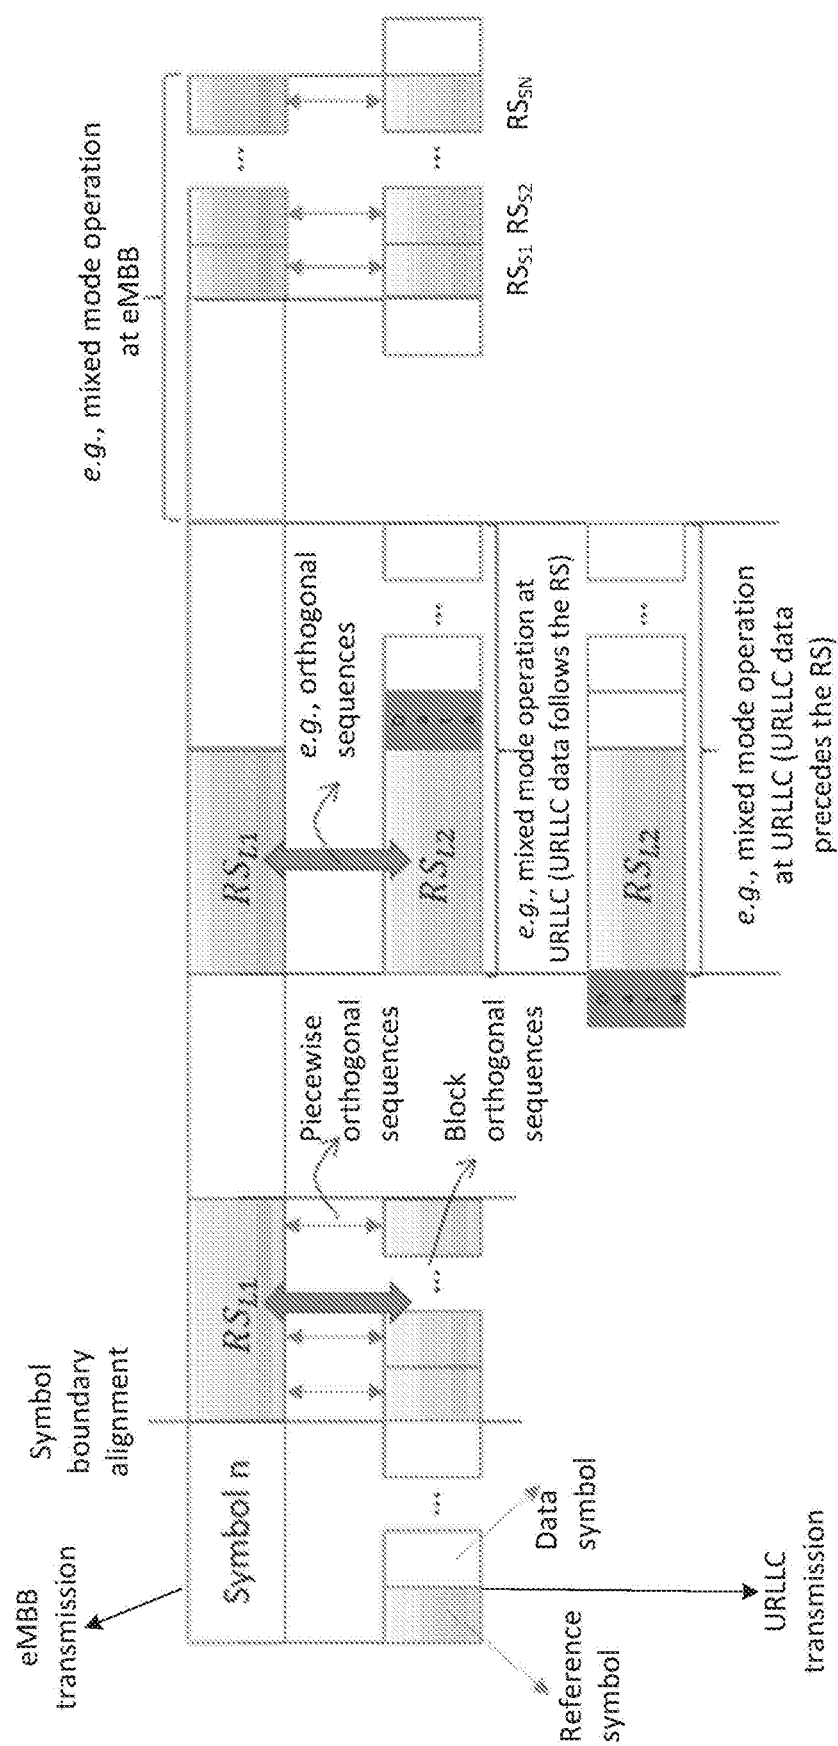 eMBB
transmission
Symbol
boundary
alignment
e.g., mixed mode operation
at eMBB
Symbol n
RS_L1
RS_L1
...
Piecewise
orthogonal
sequences
e.g., orthogonal
sequences
...
...
RS_L2
...
...
RS_S1 RS_S2
RS_SN
Block
orthogonal
sequences
Data
symbol
Reference
symbol
e.g., mixed mode operation at
URLLC (URLLC data follows the RS)
RS_L2
...
URLLC
transmission
e.g., mixed mode operation
at URLLC (URLLC data
precedes the RS)